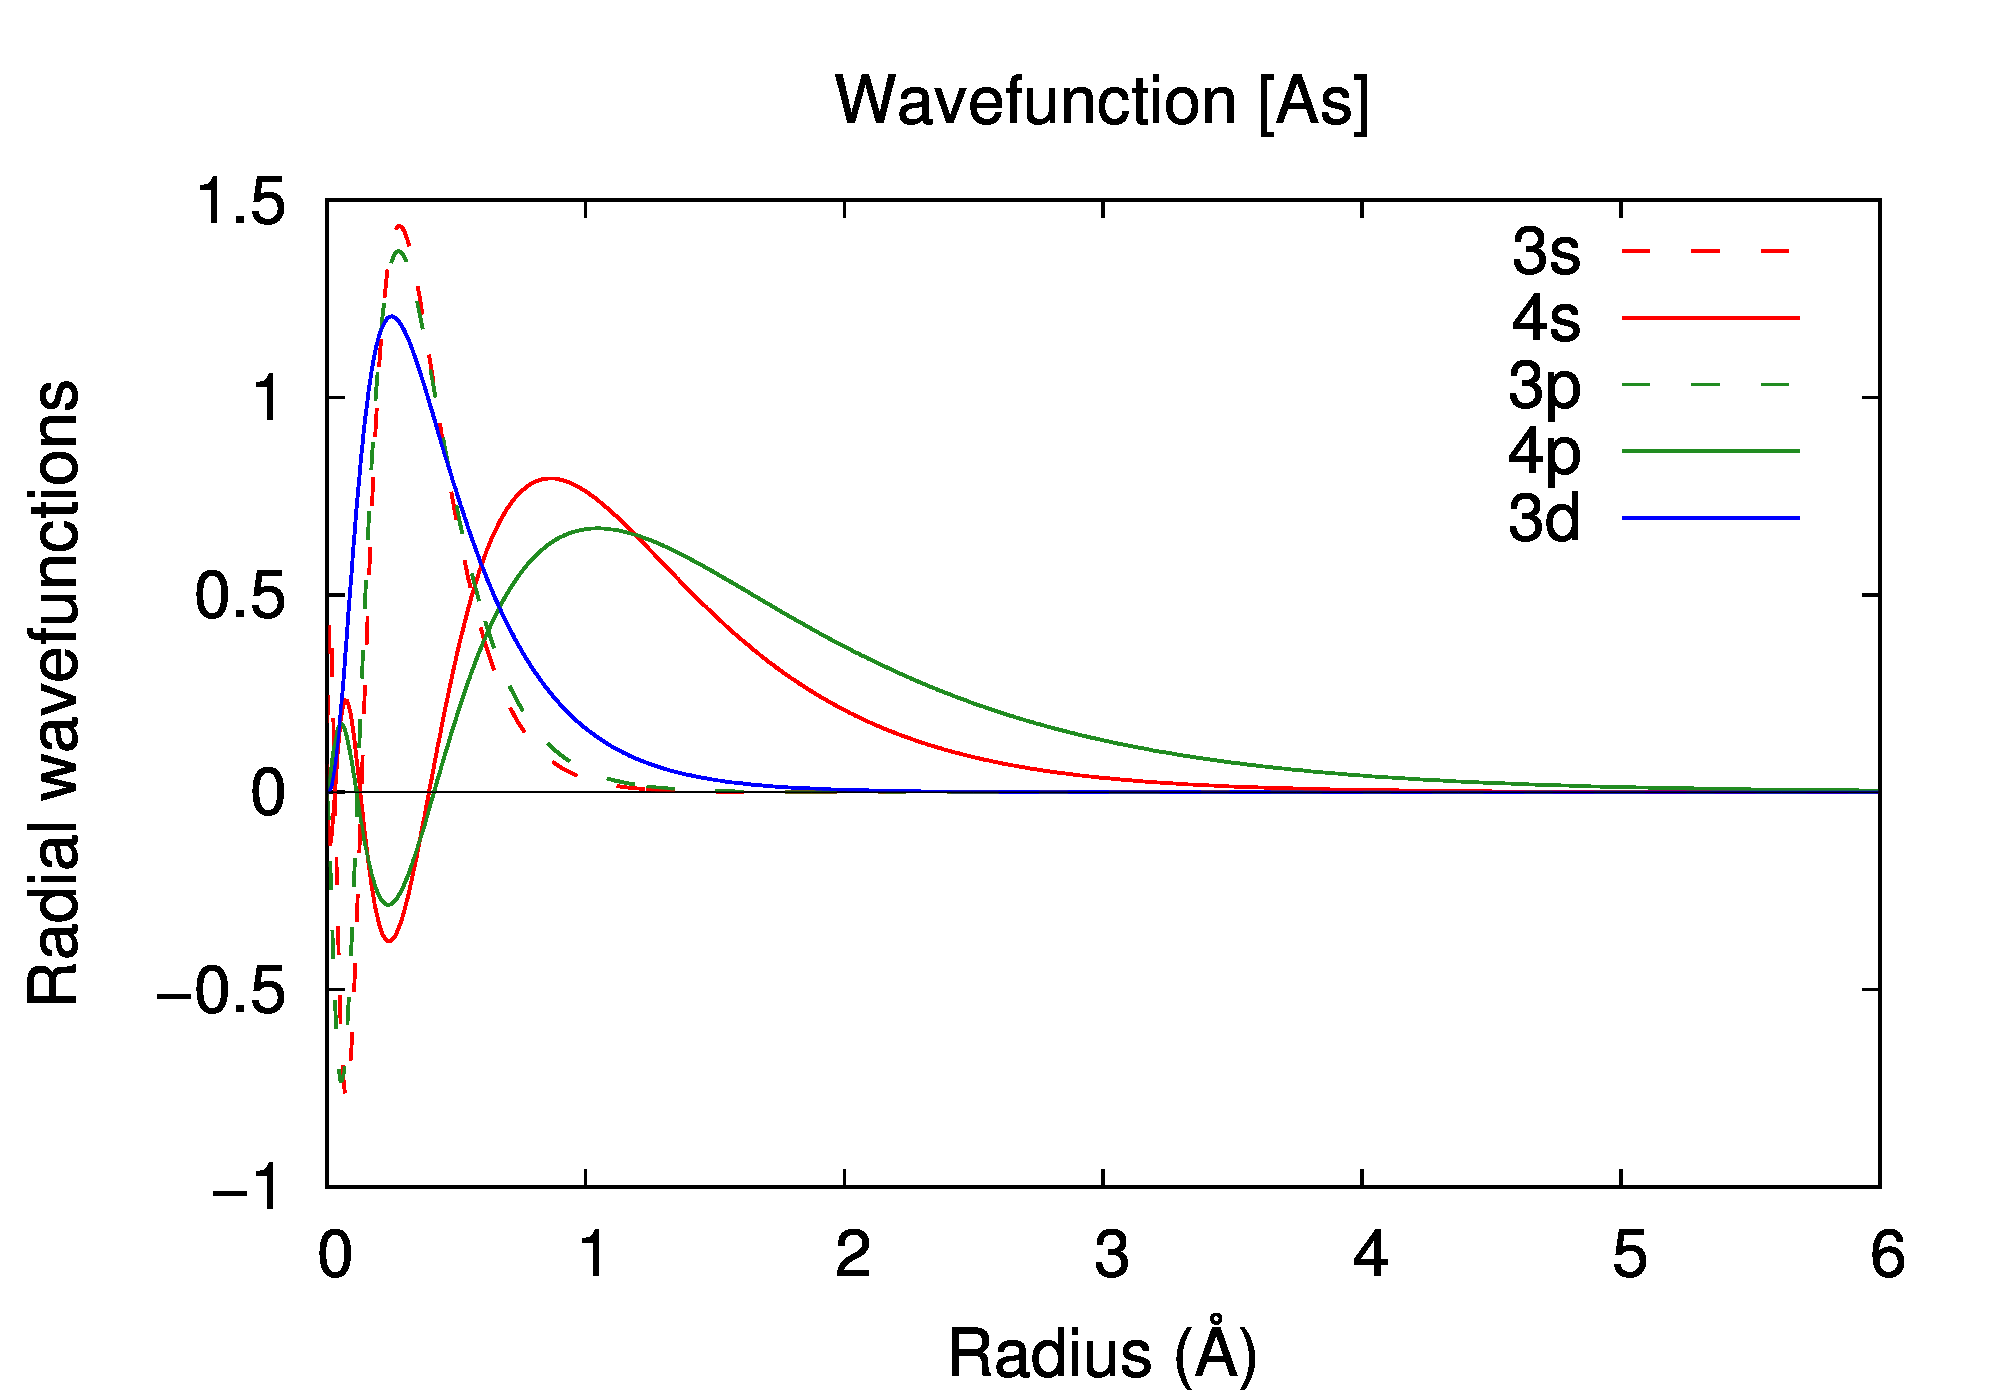 Wavefunction [As]
Radial wavefunctions
1.5
1
0.5
0
−0.5
−1
3s
4s
3p
4p
3d
0 1 2 3 4 5 6
Radius (Å)